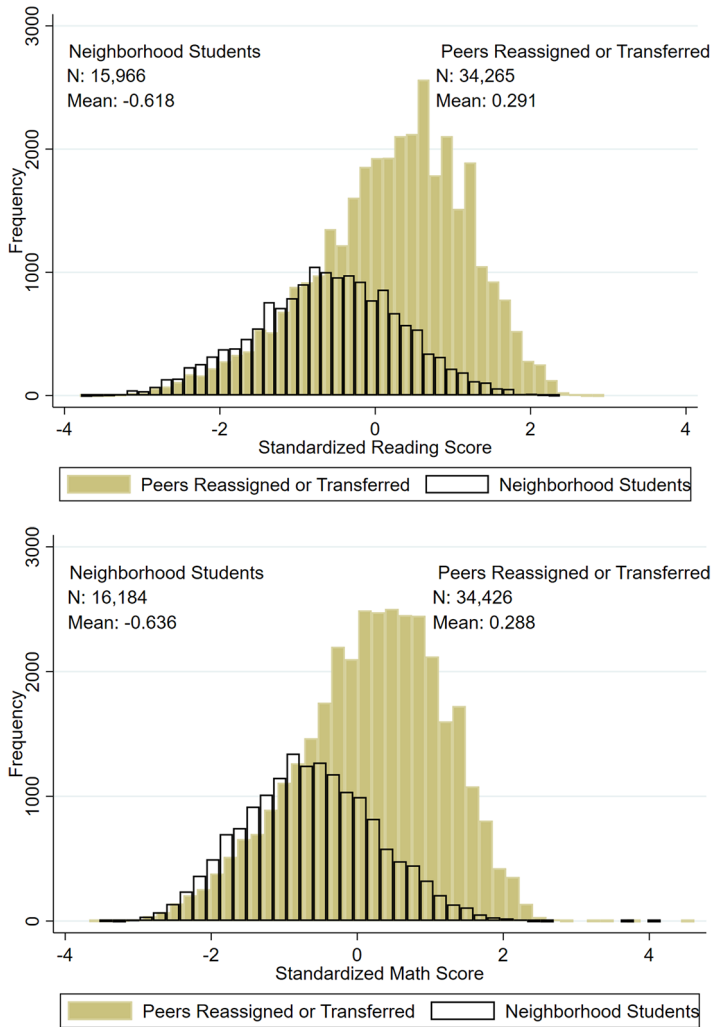 3000
Neighborhood Students
Peers Reassigned or Transferred
N: 15,966
N: 34,265
Mean: -0.618
Mean: 0.291
2000
Frequency
1000
0
-4
-2
0
2
4
Standardized Reading Score
Peers Reassigned or Transferred
Neighborhood Students
3000
Neighborhood Students
Peers Reassigned or Transferred
N: 16,184
N: 34,426
Mean: -0.636
Mean: 0.288
2000
Frequency
1000
0
-4
-2
0
2
4
Standardized Math Score
Peers Reassigned or Transferred
Neighborhood Students